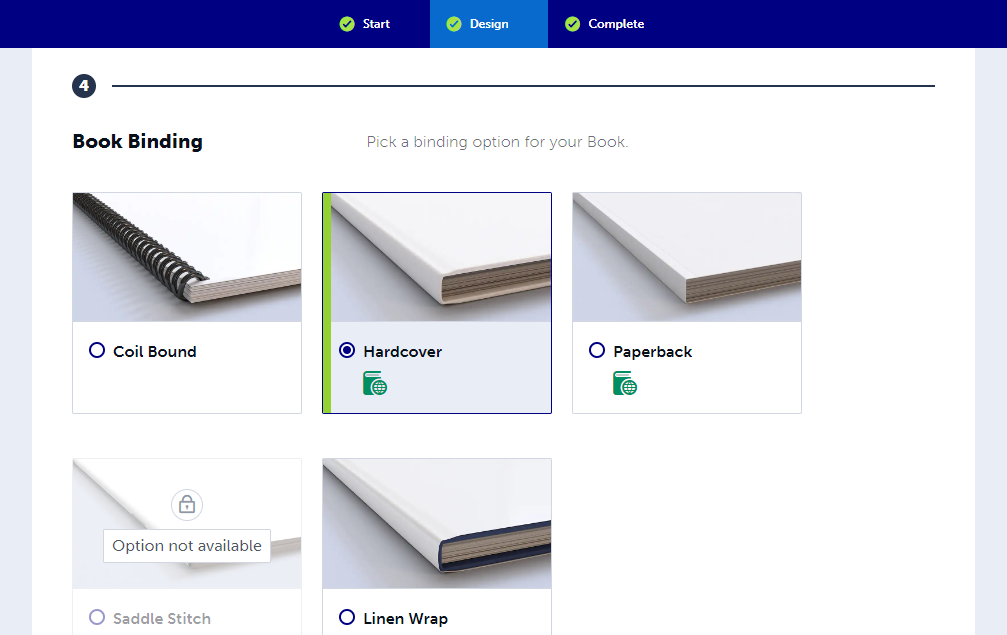 Start
Design
Complete
4
Book Binding
Pick a binding option for your Book.
Coil Bound
Hardcover
Paperback
Option not available
Saddle Stitch
Linen Wrap